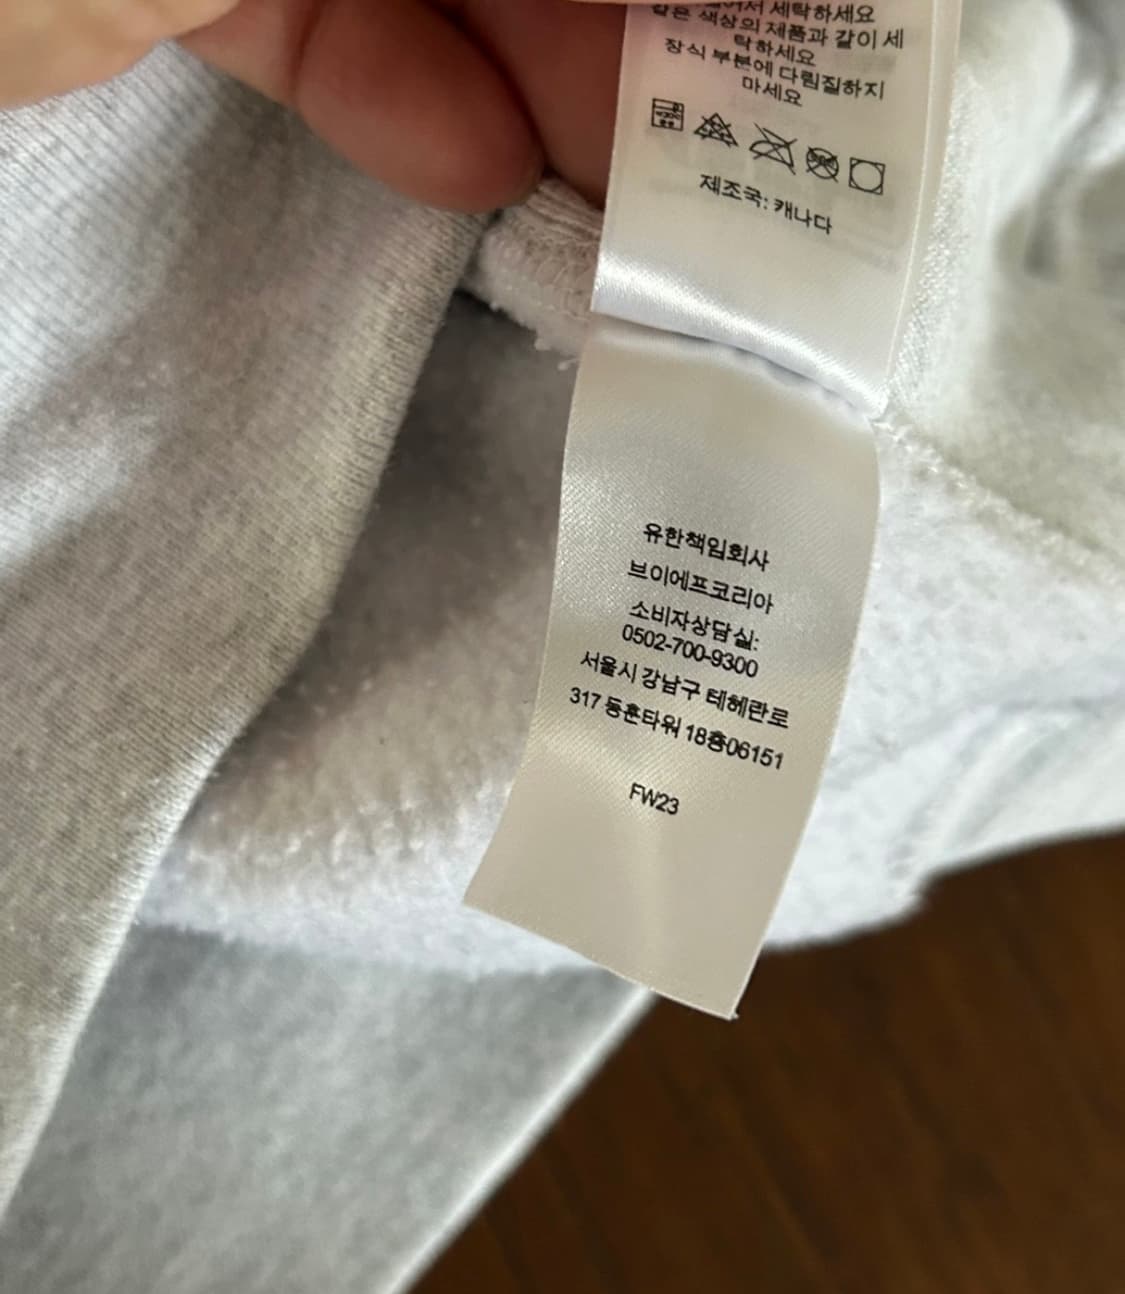 세탁하세요
같은 색상의 제품과 같이 세
탁하세요
장식 부분에 다림질하지
마세요
제조국: 캐나다
유한책임회사
브이에프코리아
소비자상담실:
0502-700-9300
서울시 강남구 테헤란로
317 동훈타워 18층06151
FW23